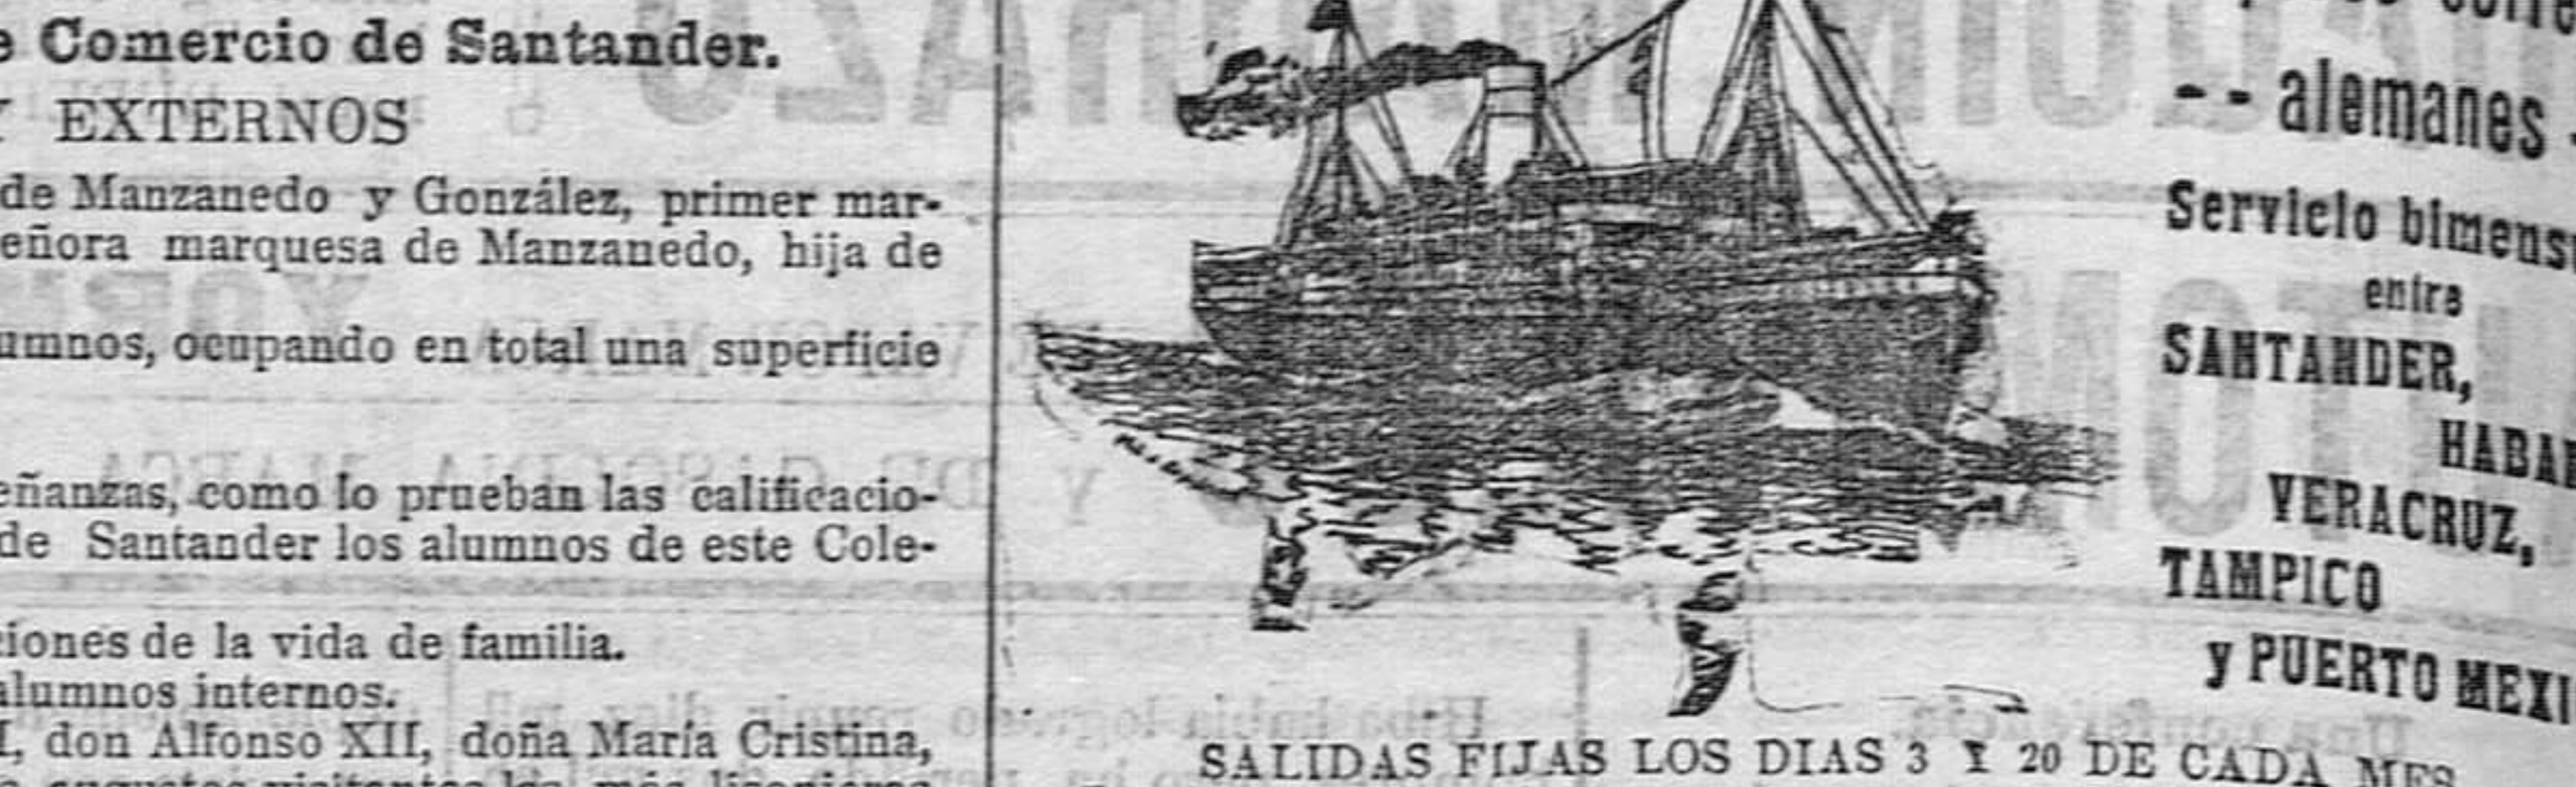 Comercio de Santander.
Y EXTERNOS
de Manzanedo y González, primer mar-
eñora marquesa de Manzanedo, hija de
umnos, ocupando en total una superficie
eñanzas, como lo prueban las calificacio-
de Santander los alumnos de este Cole-
ciones de la vida de familia.
alumnos internos.
I, don Alfonso XII, doña María Cristina,
-- alemanes -
Servicio bimensu
entre
SANTANDER,
HABAN
VERACRUZ,
TAMPICO
y PUERTO MEXI
SALIDAS FIJAS LOS DIAS 3 Y 20 DE CADA MES